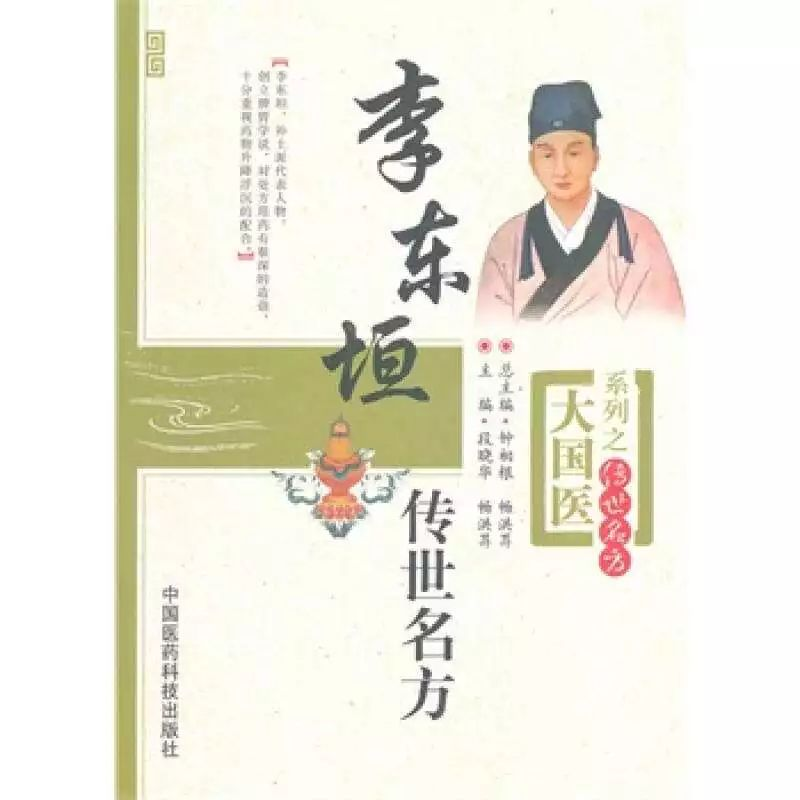 李东垣
传世名方
【李东垣，补土派代表人物，
创立脾胃学说，对处方用药有很深的造诣，
十分重视药物升降浮沉的配合。】
大国医
系列之传世名方
总主编·钟相根 畅洪昇
主编·段晓华 畅洪昇
中国医药科技出版社